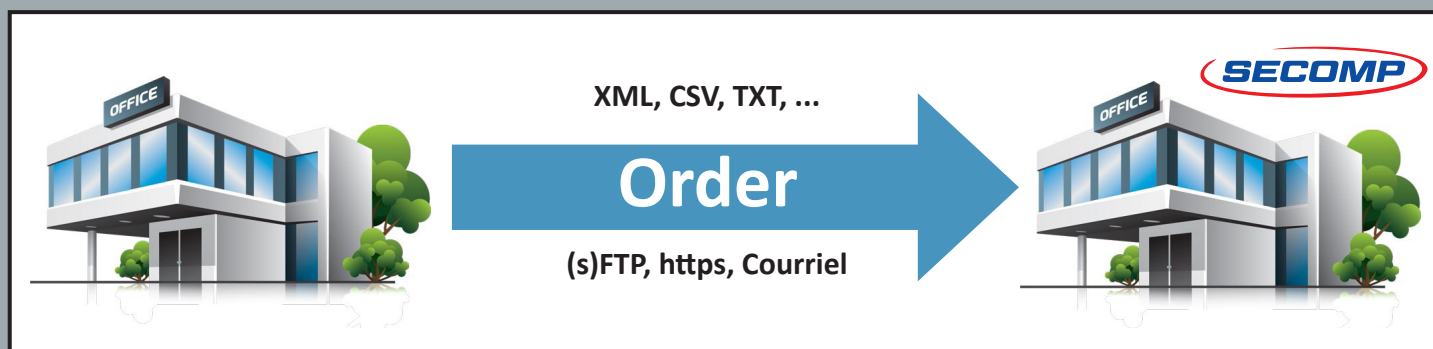 OFFICE
XML, CSV, TXT, ...
Order
(s)FTP, https, Courriel
OFFICE
SECOMP